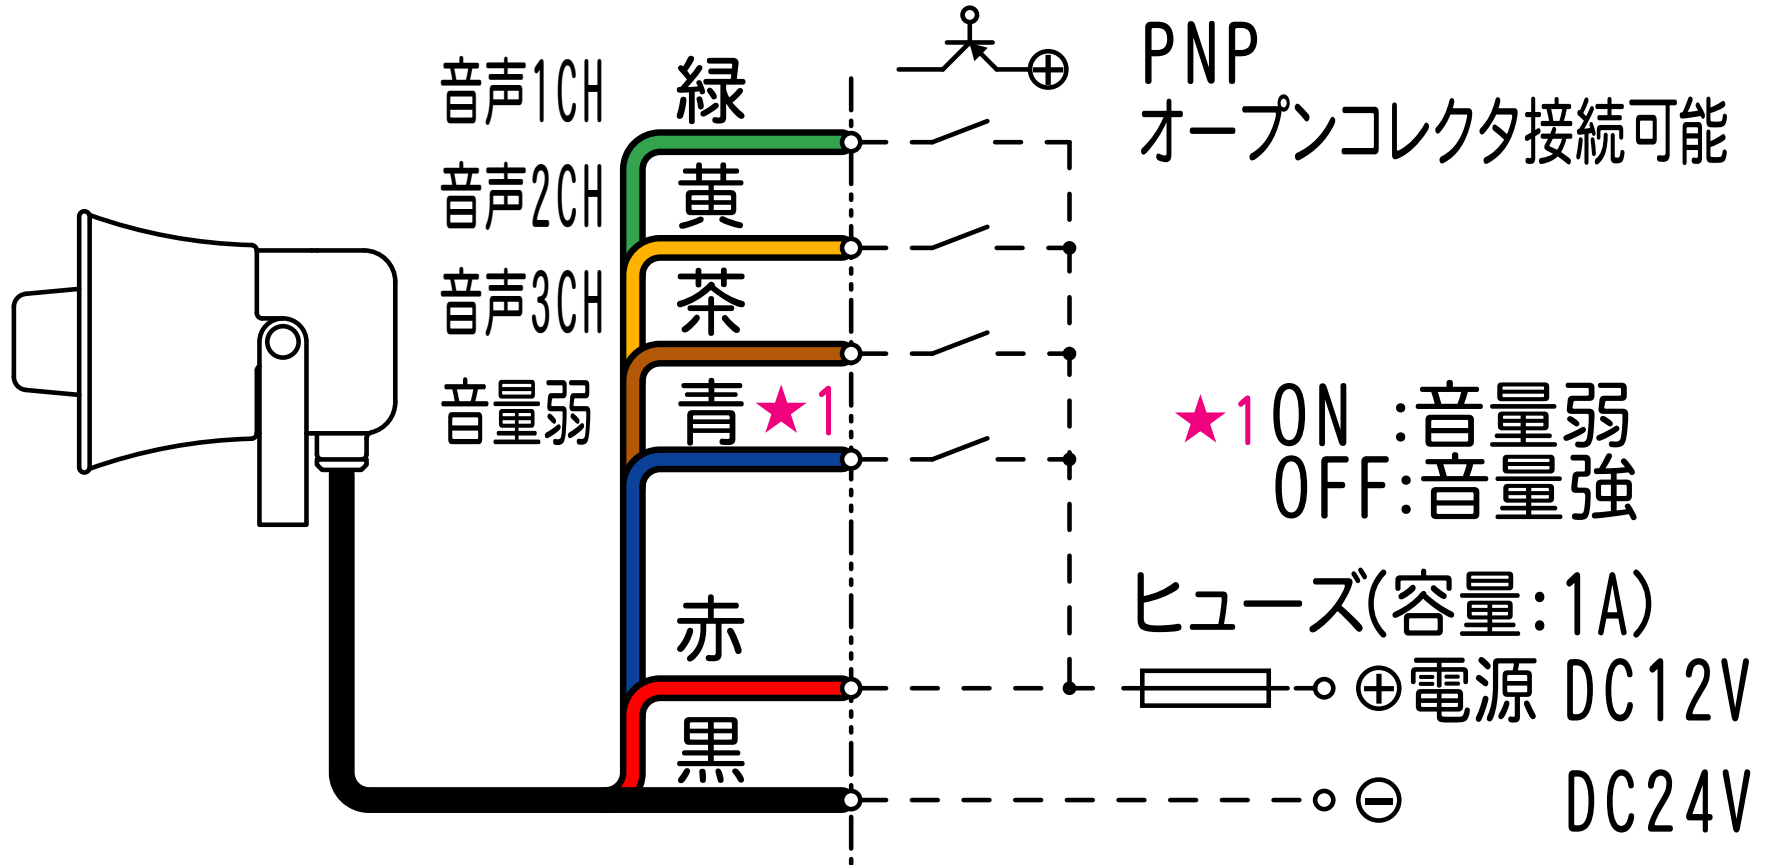 PNP
オープンコレクタ接続可能
音声1CH 緑
音声2CH 黄
音声3CH 茶
音量弱 青 ★1
★1 ON :音量弱
OFF:音量強
ヒューズ(容量:1A)
赤
⊕電源 DC12V
黒
⊖ DC24V